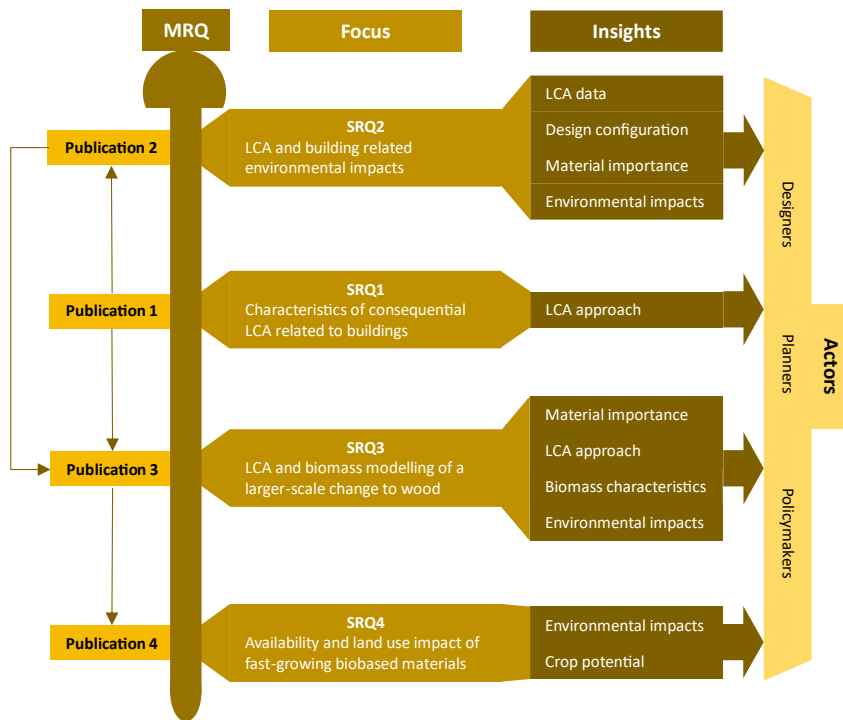 MRQ
Focus
Insights
Publication 2
SRQ2
LCA and building related
environmental impacts
LCA data
Design configuration
Material importance
Environmental impacts
Publication 1
SRQ1
Characteristics of consequential
LCA related to buildings
LCA approach
Publication 3
SRQ3
LCA and biomass modelling of a
larger-scale change to wood
Material importance
LCA approach
Biomass characteristics
Environmental impacts
Publication 4
SRQ4
Availability and land use impact of
fast-growing biobased materials
Environmental impacts
Crop potential
Designers
Planners
Policymakers
Actors